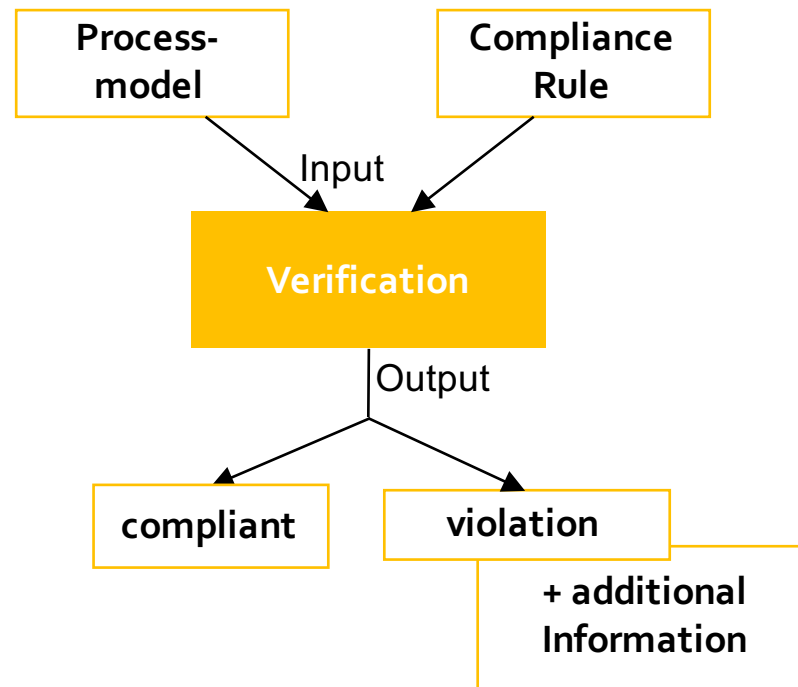 Process-
model
Compliance
Rule
Input
Verification
Output
compliant
violation
+ additional
Information